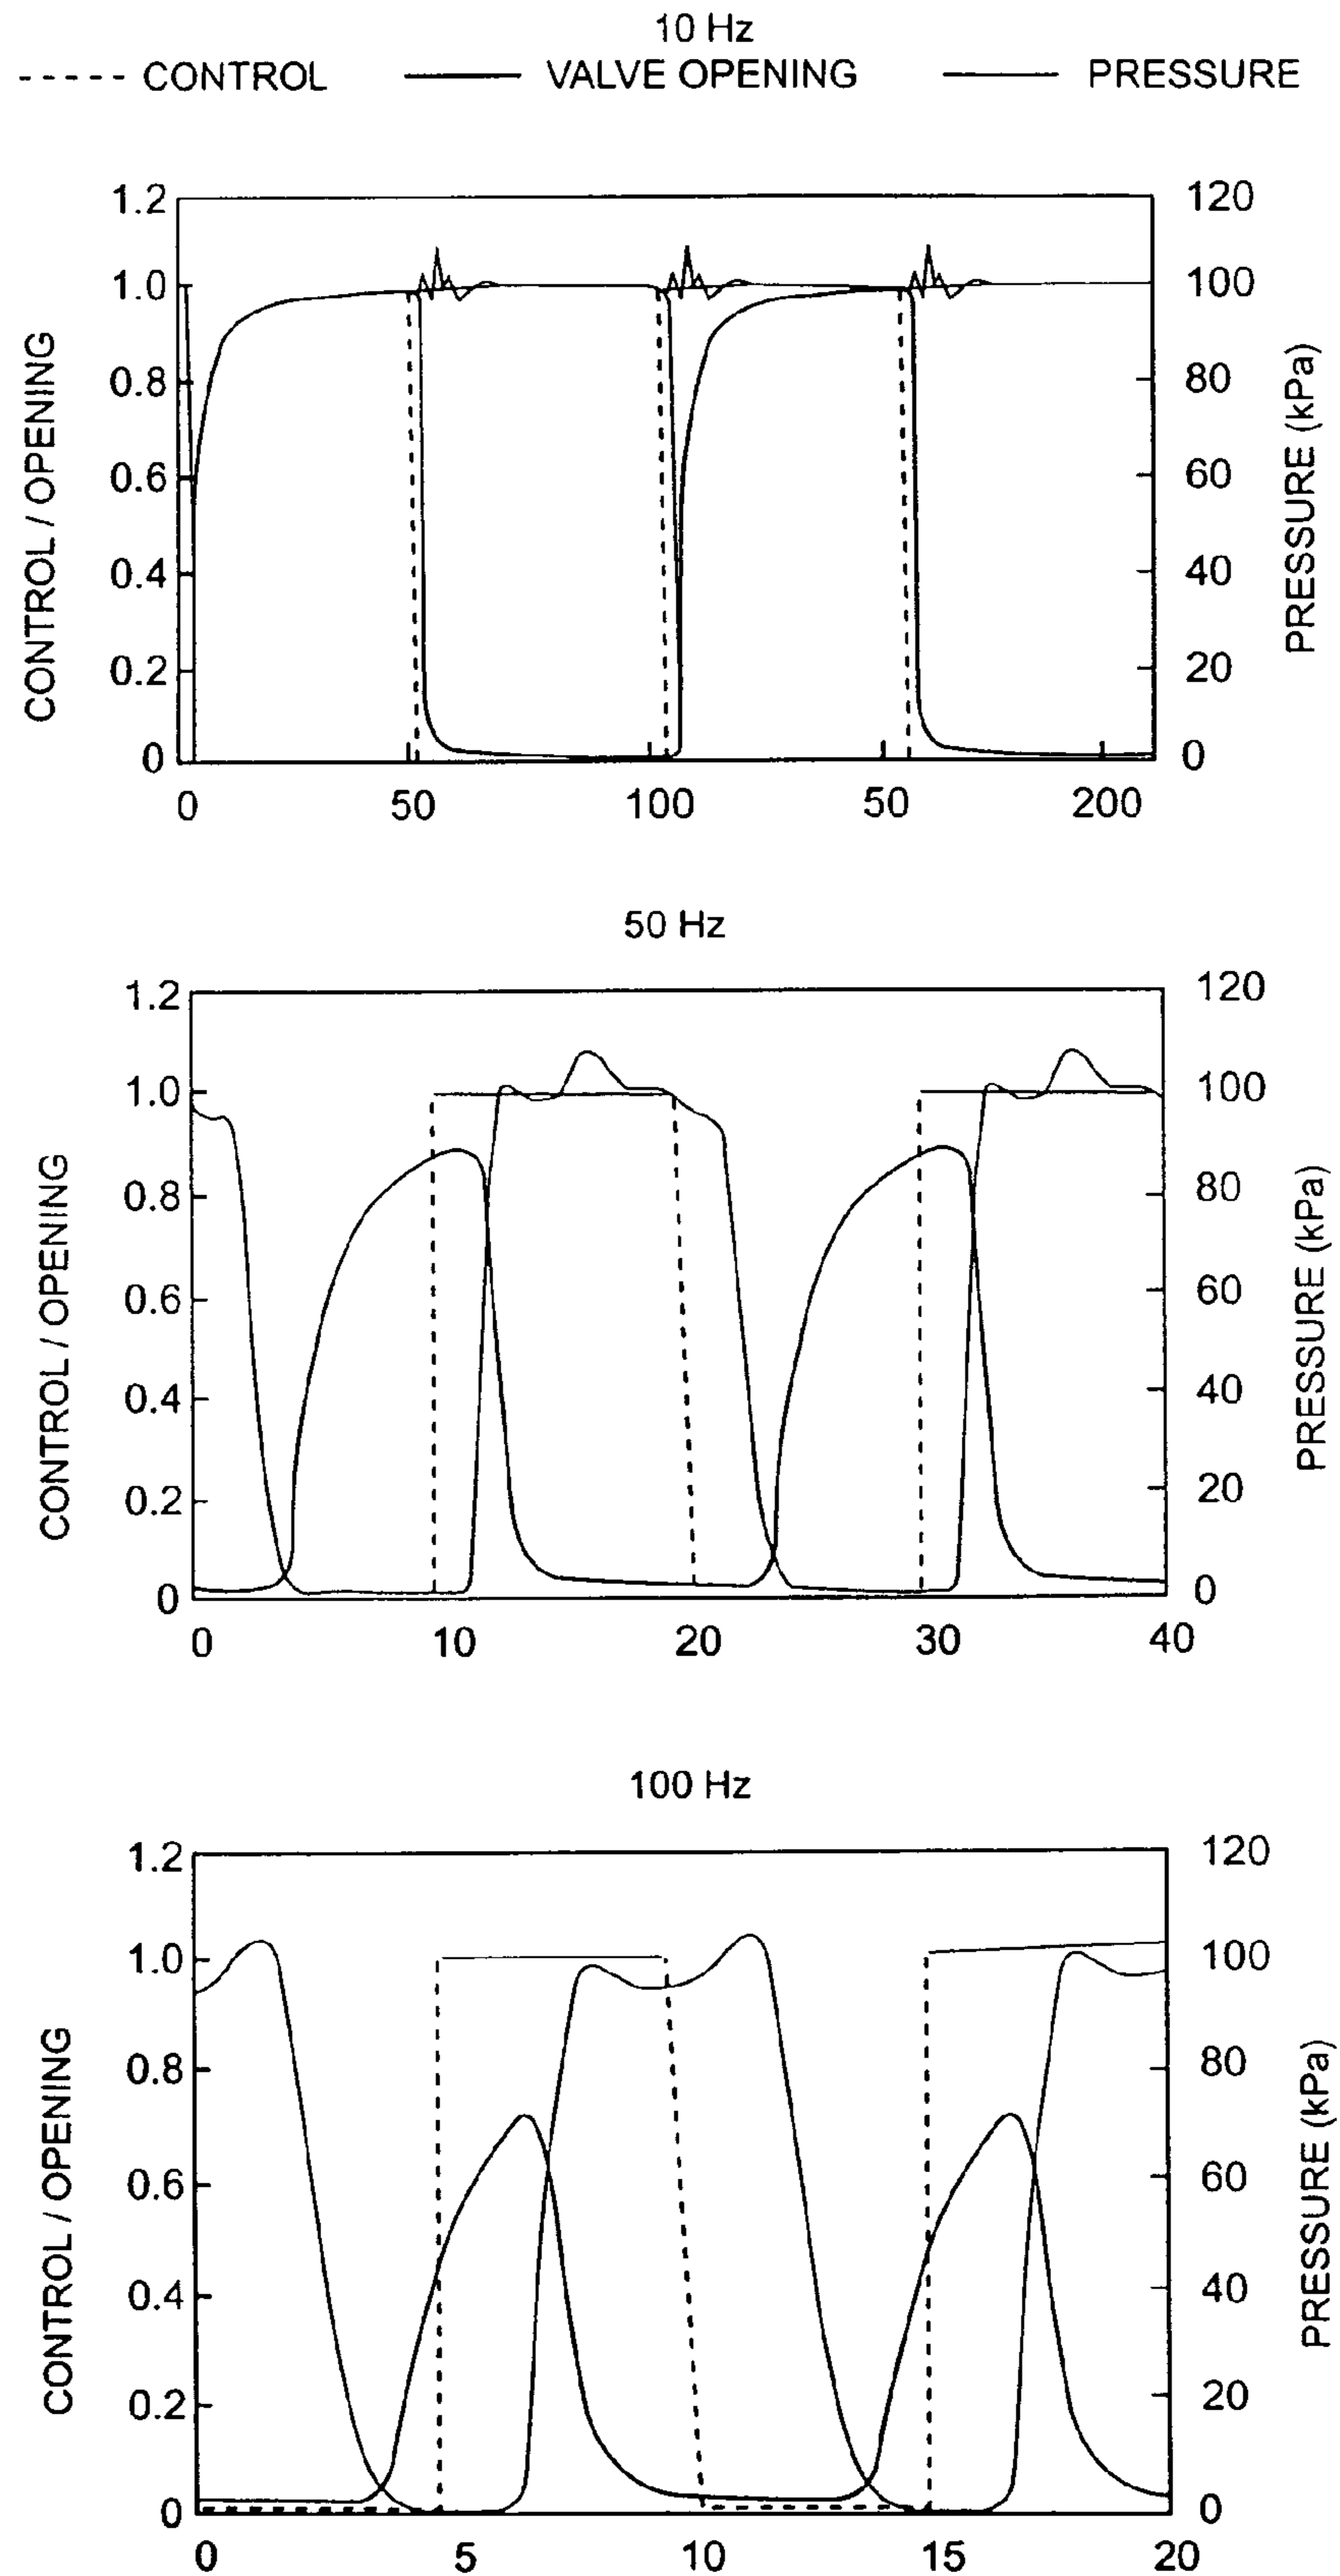 10 Hz
CONTROL VALVE OPENING PRESSURE
1.2 120
1.0 100
0.8 80
0.6 60
0.4 40
0.2 20
0 0
CONTROL / OPENING
PRESSURE (kPa)
0 50 100 50 200
50 Hz
1.2 120
1.0 100
0.8 80
0.6 60
0.4 40
0.2 20
0 0
CONTROL / OPENING
PRESSURE (kPa)
0 10 20 30 40
100 Hz
1.2 120
1.0 100
0.8 80
0.6 60
0.4 40
0.2 20
0 0
CONTROL / OPENING
PRESSURE (kPa)
0 5 10 15 20